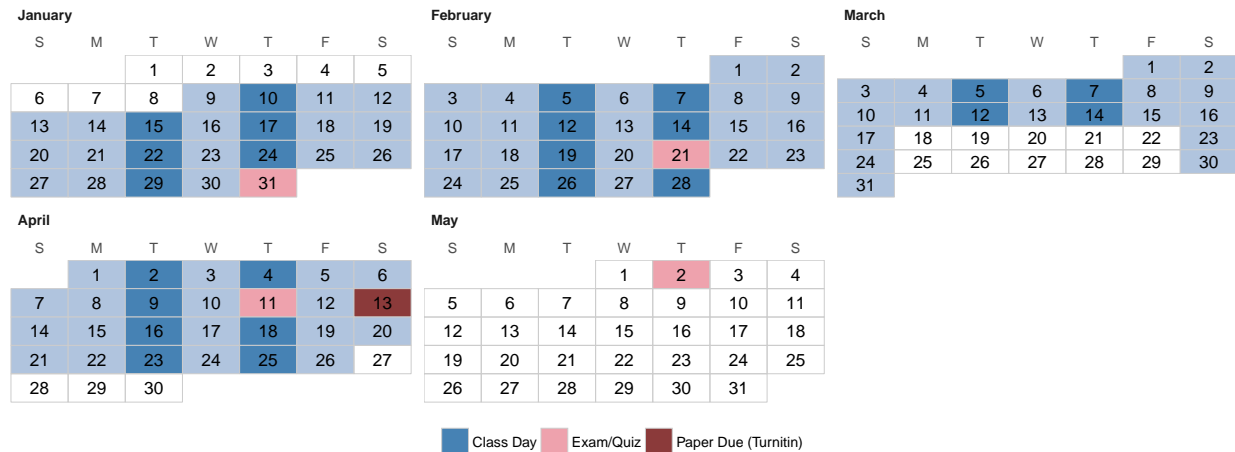 January
S M T W T F S
1 2 3 4 5
6 7 8 9 10 11 12
13 14 15 16 17 18 19
20 21 22 23 24 25 26
27 28 29 30 31
February
S M T W T F S
1 2
3 4 5 6 7 8 9
10 11 12 13 14 15 16
17 18 19 20 21 22 23
24 25 26 27 28
March
S M T W T F S
1 2
3 4 5 6 7 8 9
10 11 12 13 14 15 16
17 18 19 20 21 22 23
24 25 26 27 28 29 30
31
April
S M T W T F S
1 2 3 4 5 6
7 8 9 10 11 12 13
14 15 16 17 18 19 20
21 22 23 24 25 26 27
28 29 30
May
S M T W T F S
1 2 3 4
5 6 7 8 9 10 11
12 13 14 15 16 17 18
19 20 21 22 23 24 25
26 27 28 29 30 31
Class Day Exam/Quiz Paper Due (Turnitin)